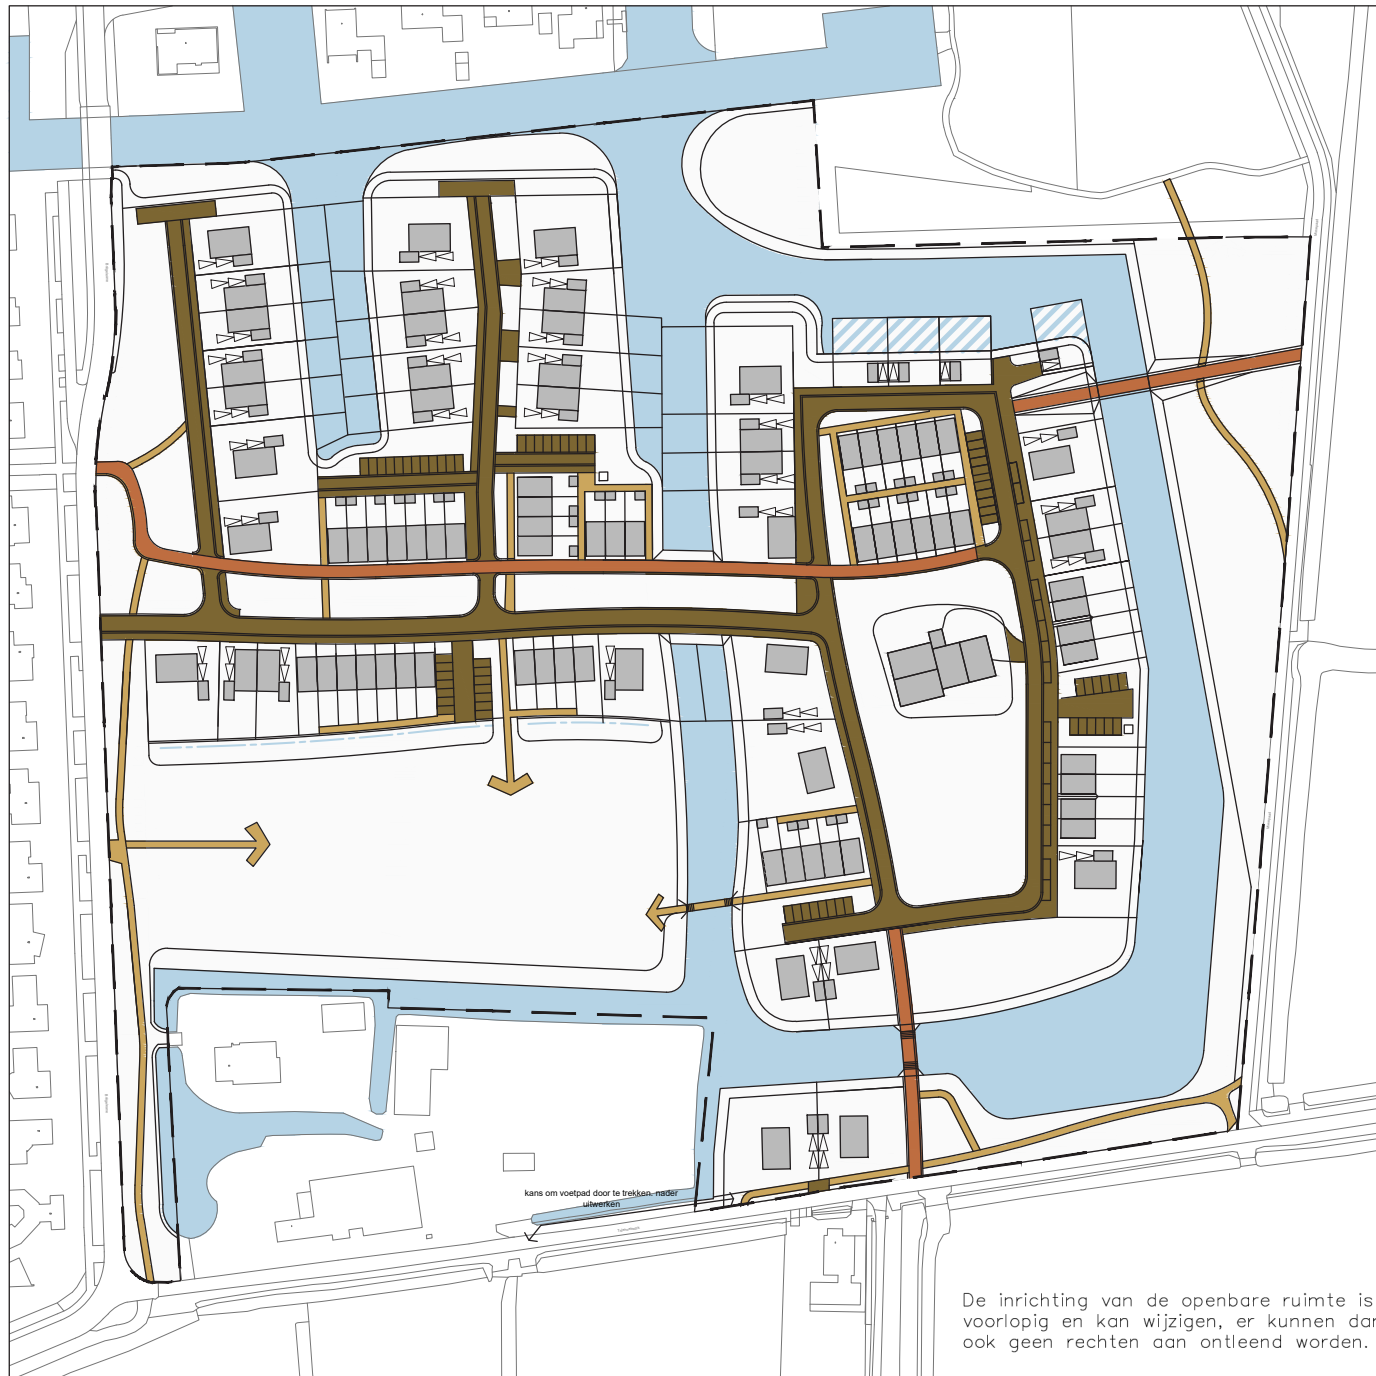 kans om voetpad door te trekken. nader
uitwerken
De inrichting van de openbare ruimte is
voorlopig en kan wijzigen, er kunnen dan
ook geen rechten aan ontleend worden.